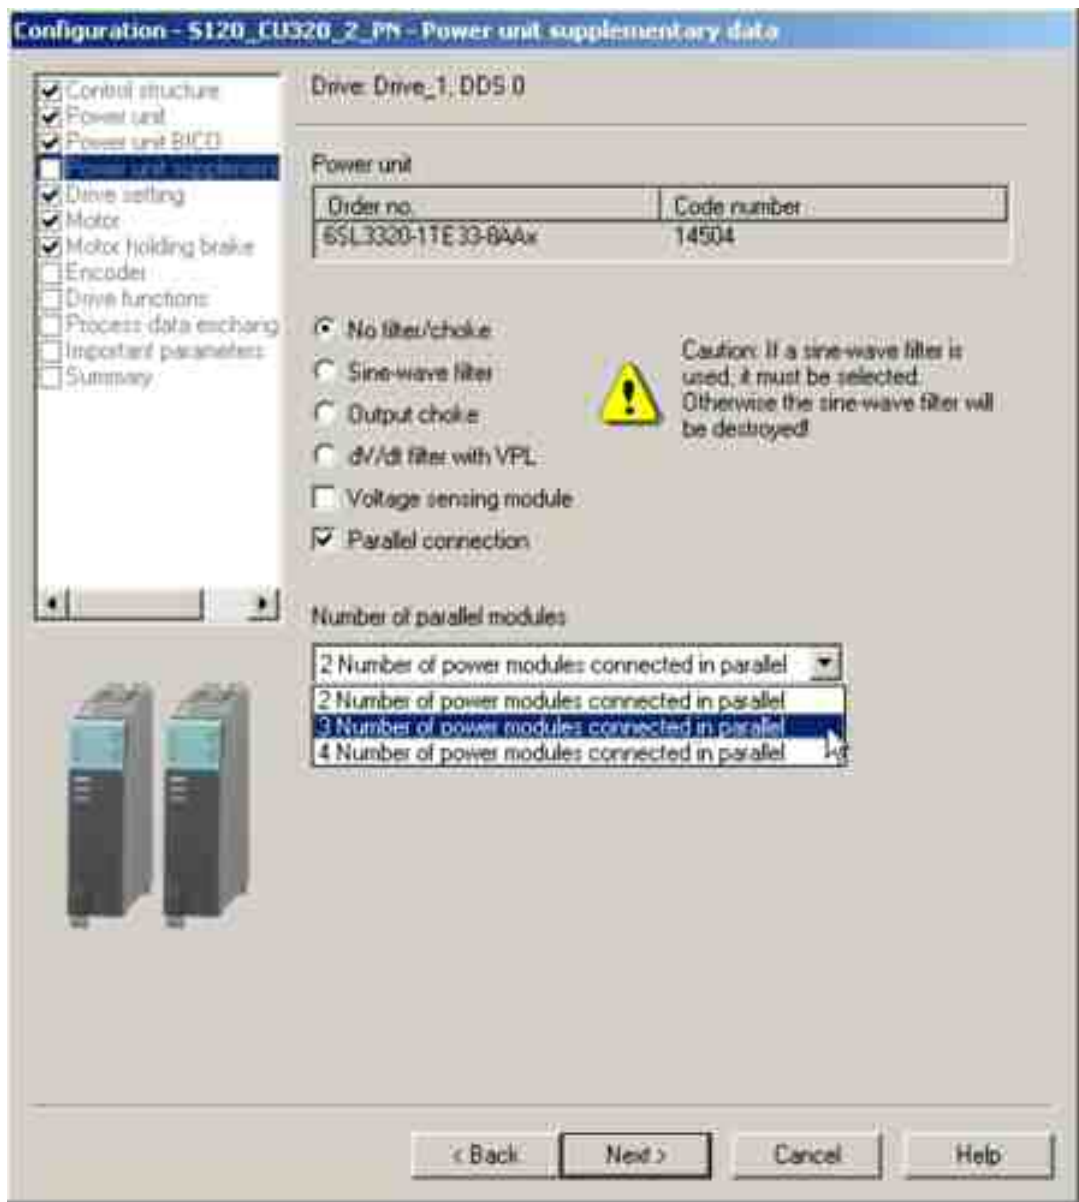 Configuration - S120_CU320_2_PN - Power unit supplementary data
Control structure
Power unit
Power unit BICO
Power unit supplement
Drive setting
Motor
Motor holding brake
Encoder
Drive functions
Process data exchang
Important parameters
Summary
Drive: Drive_1, DDS 0
Power unit
Order no. Code number
6SL3320-1TE33-8AAx 14504
No filter/choke
Sine-wave filter
Output choke
dV/dt filter with VPL
Voltage sensing module
Parallel connection
Caution: If a sine-wave filter is
used, it must be selected.
Otherwise the sine-wave filter will
be destroyed!
Number of parallel modules
2 Number of power modules connected in parallel
2 Number of power modules connected in parallel
3 Number of power modules connected in parallel
4 Number of power modules connected in parallel
< Back Next > Cancel Help